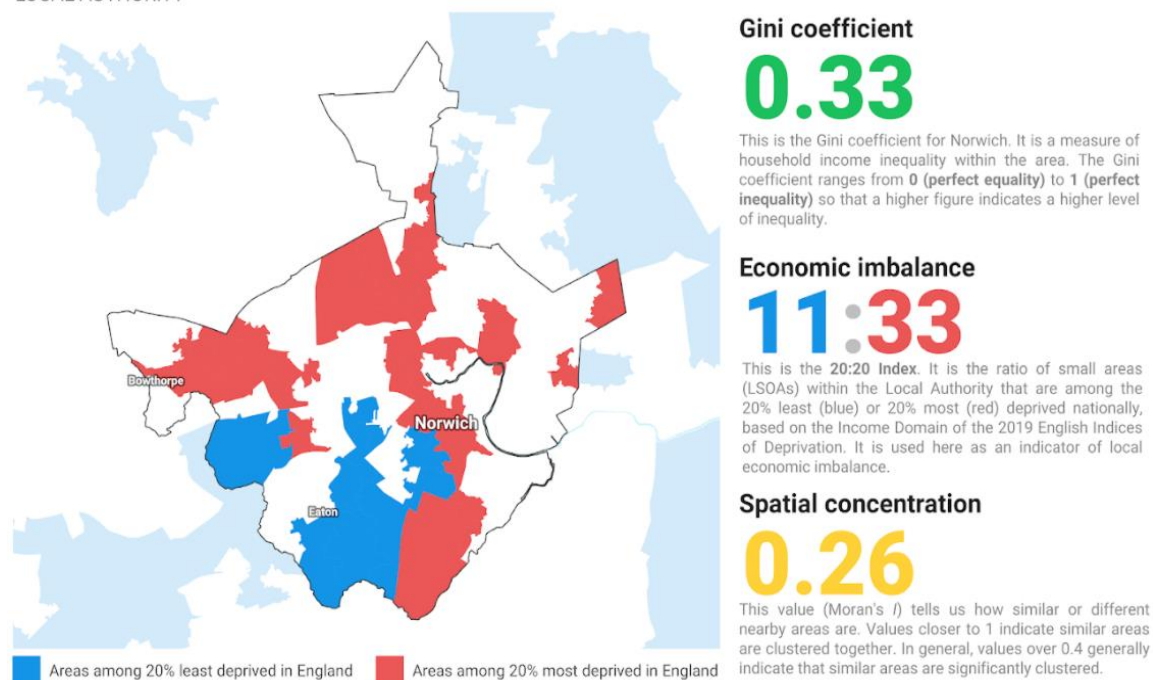 Gini coefficient
0.33
This is the Gini coefficient for Norwich. It is a measure of
household income inequality within the area. The Gini
coefficient ranges from 0 (perfect equality) to 1 (perfect
inequality) so that a higher figure indicates a higher level
of inequality.
Economic imbalance
11:33
This is the 20:20 Index. It is the ratio of small areas
(LSOAs) within the Local Authority that are among the
20% least (blue) or 20% most (red) deprived nationally,
based on the Income Domain of the 2019 English Indices
of Deprivation. It is used here as an indicator of local
economic imbalance.
Spatial concentration
0.26
This value (Moran's I) tells us how similar or different
nearby areas are. Values closer to 1 indicate similar areas
are clustered together. In general, values over 0.4 generally
indicate that similar areas are significantly clustered.
Bowthorpe
Norwich
Eaton
Areas among 20% least deprived in England
Areas among 20% most deprived in England